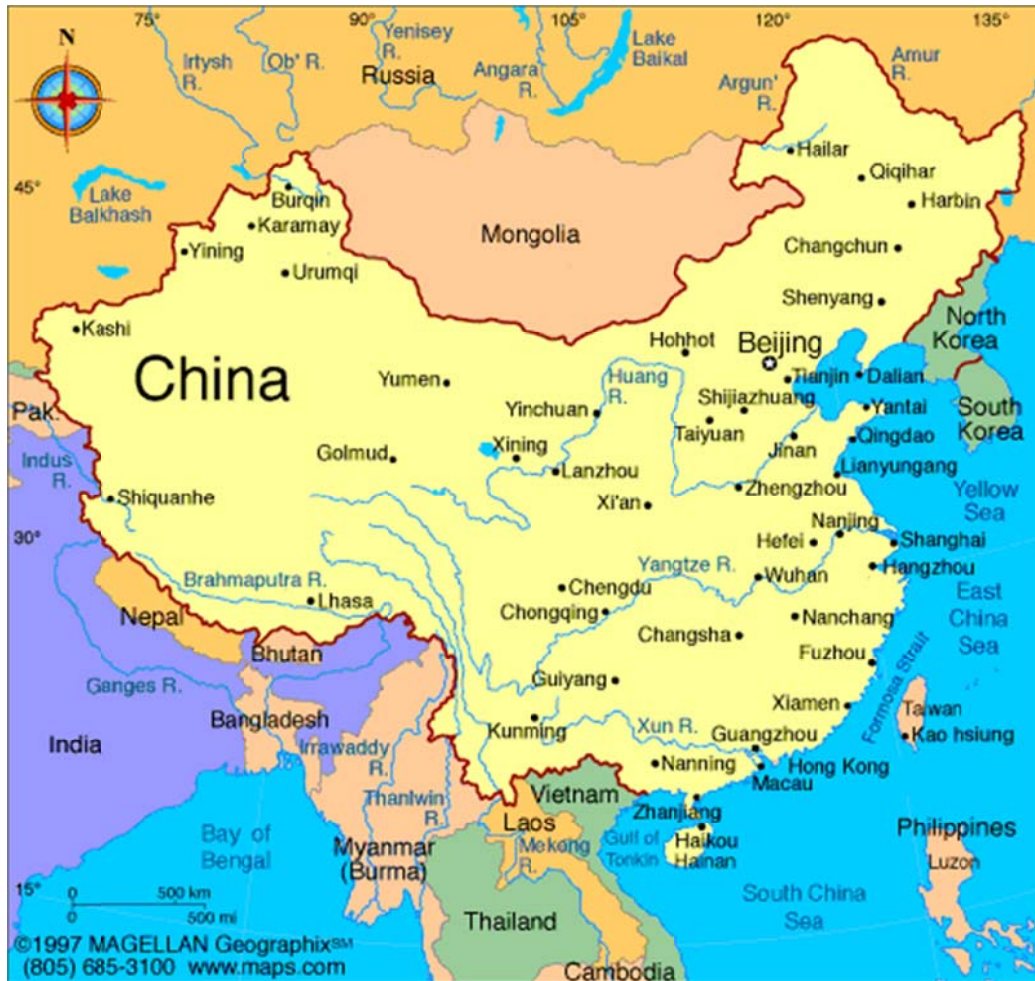 75°
90°
105°
120°
135°
N
Irtysh
R.
Ob' R.
Yenisey
R.
Russia
Angara
R.
Lake
Baikal
Argun'
R.
Amur
R.
45°
Lake
Balkhash
Burqin
Karamay
Yining
Urumqi
Mongolia
Hailar
Qiqihar
Harbin
Changchun
Shenyang
Kashi
China
Yumen
Hohhot
Beijing
Huang
R.
Tianjin
Dalian
North
Korea
Shijiazhuang
Yinchuan
Taiyuan
Yantai
South
Korea
Pak.
Indus
R.
Golmud
Xining
Lanzhou
Jinan
Qingdao
Lianyungang
Shiquanhe
Xi'an
Zhengzhou
Yellow
Sea
30°
Nanjing
Hefei
Shanghai
Brahmaputra R.
Yangtze R.
Wuhan
Hangzhou
Lhasa
Chengdu
Chongqing
East
China
Sea
Nepal
Bhutan
Changsha
Nanchang
Fuzhou
Ganges R.
Guiyang
Formosa Strait
Bangladesh
Kunming
Xun R.
Xiamen
Taiwan
India
Irrawaddy
R.
Guangzhou
Kao hsiung
Nanning
Hong Kong
Macau
Thanlwin
R.
Vietnam
Zhanjiang
Laos
Bay of
Bengal
Myanmar
(Burma)
Mekong
R.
Gulf of
Tonkin
Haikou
Hainan
Philippines
Luzon
15°
0
500 km
0
500 mi
South China
Sea
Thailand
©1997 MAGELLAN Geographix℠
(805) 685-3100 www.maps.com
Cambodia